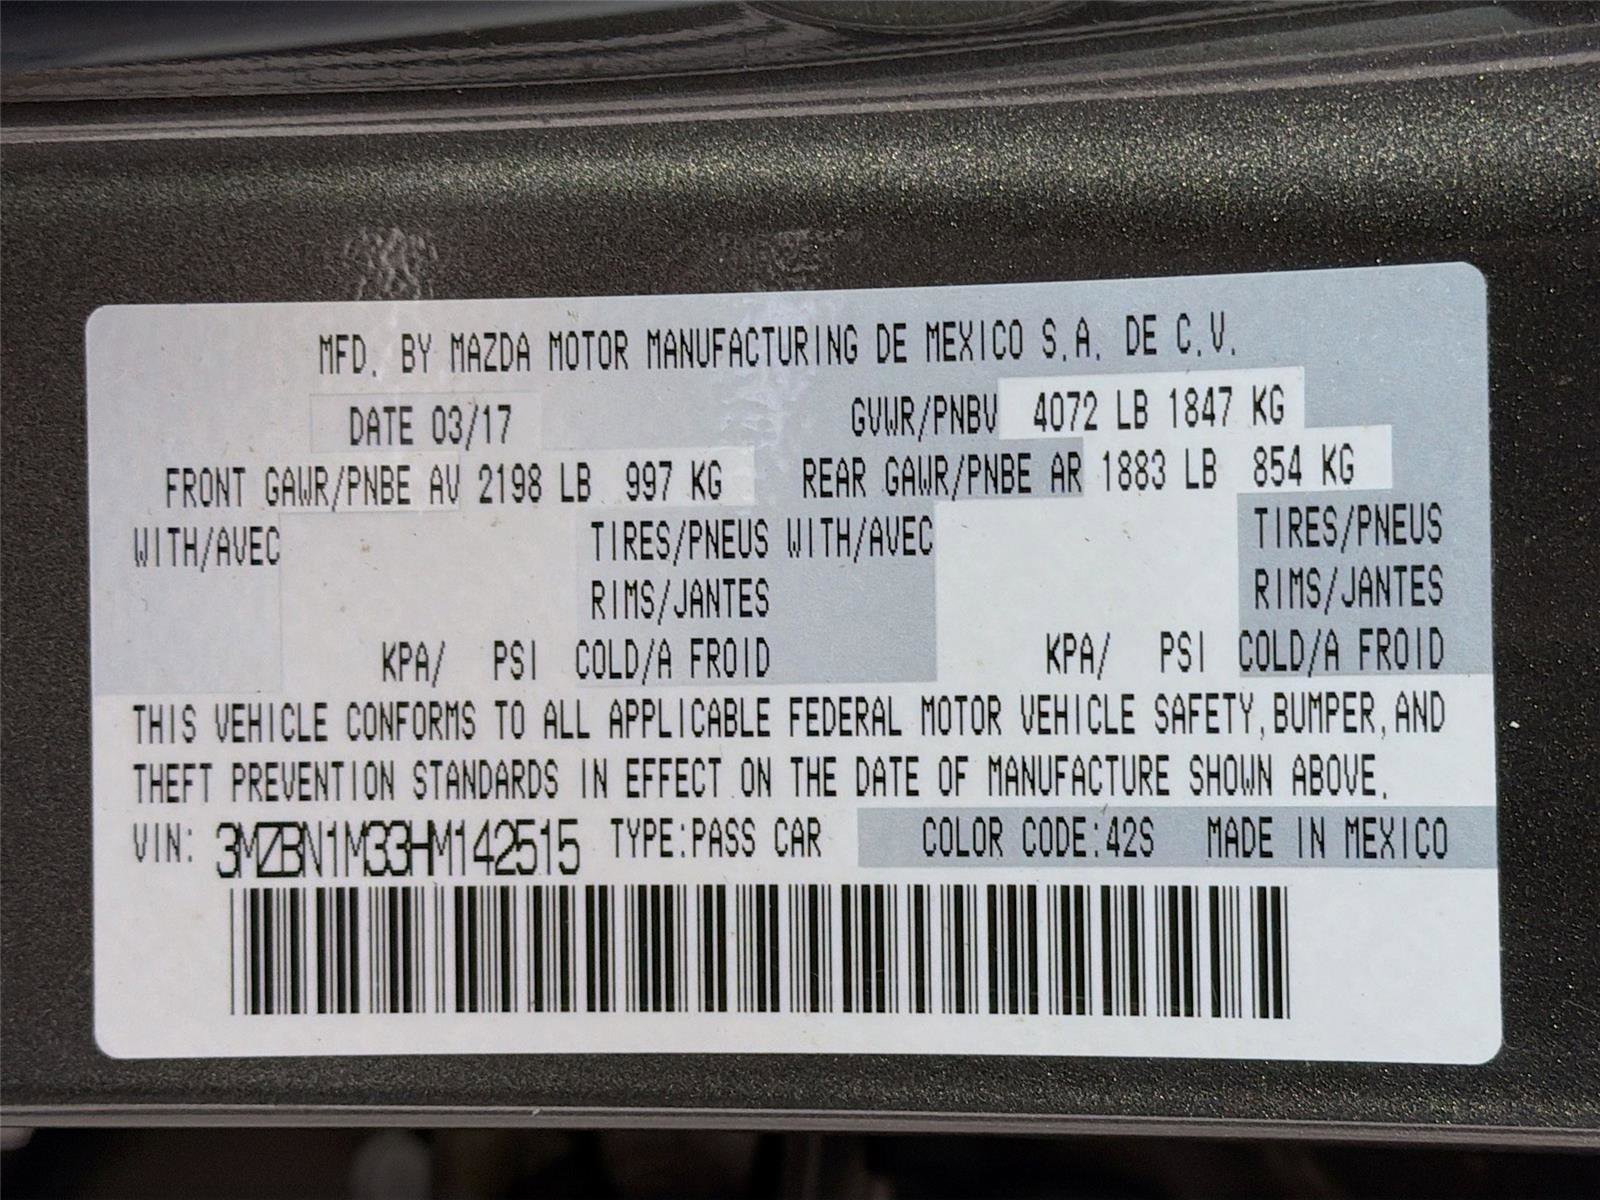 MFD. BY MAZDA MOTOR MANUFACTURING DE MEXICO S.A. DE C.V.
DATE 03/17 GVWR/PNBV 4072 LB 1847 KG
FRONT GAWR/PNBE AV 2198 LB 997 KG REAR GAWR/PNBE AR 1883 LB 854 KG
WITH/AVEC TIRES/PNEUS WITH/AVEC TIRES/PNEUS
RIMS/JANTES RIMS/JANTES
KPA/ PSI COLD/A FROID KPA/ PSI COLD/A FROID
THIS VEHICLE CONFORMS TO ALL APPLICABLE FEDERAL MOTOR VEHICLE SAFETY,BUMPER,AND
THEFT PREVENTION STANDARDS IN EFFECT ON THE DATE OF MANUFACTURE SHOWN ABOVE.
VIN: 3MZBN1M33HM142515 TYPE:PASS CAR COLOR CODE:42S MADE IN MEXICO